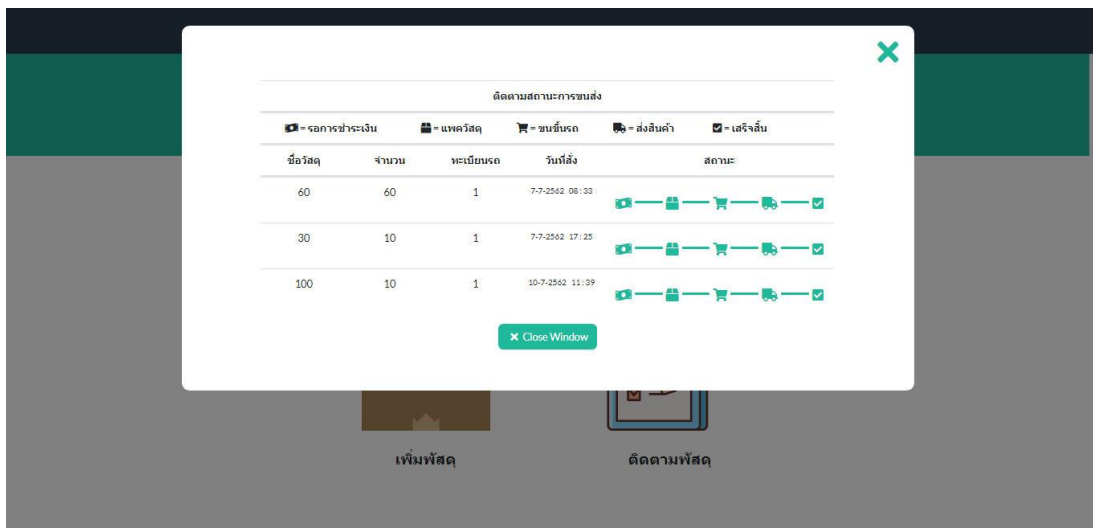 ติดตามสถานะการขนส่ง
= รอการชำระเงิน = แพควัสดุ = ขนขึ้นรถ = ส่งสินค้า = เสร็จสิ้น
ชื่อวัสดุ จำนวน ทะเบียนรถ วันที่สั่ง สถานะ
60 60 1 7-7-2562 08:33
30 10 1 7-7-2562 17:25
100 10 1 10-7-2562 11:39
Close Window
เพิ่มพัสดุ ติดตามพัสดุ